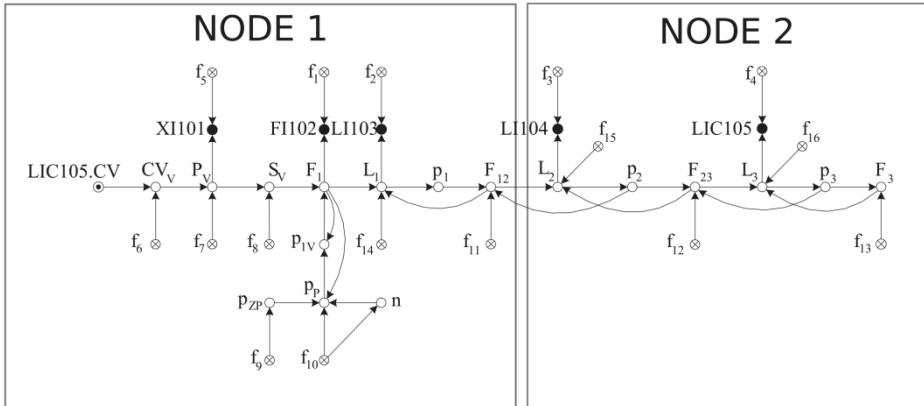 NODE 1 NODE 2
f5 f1 f2 f3 f4
XI101 FI102 LI103 LI104 f15 LIC105 f16
LIC105.CV CVV PV SV F1 L1 p1 F12 L2 p2 F23 L3 p3 F3
f6 f7 f8 p1V f14 f11 f12 f13
pZP pP n
f9 f10